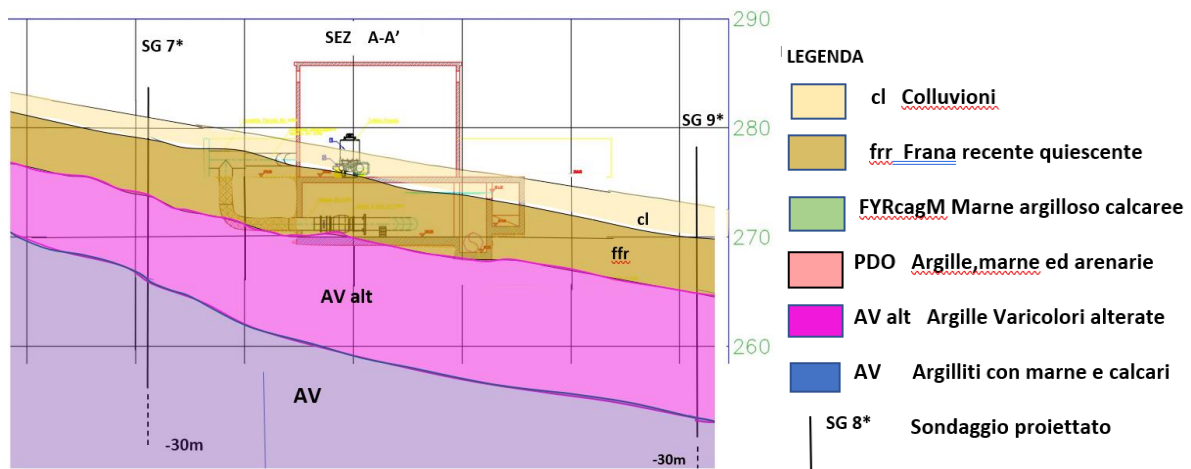 290
SEZ A-A’
SG 7*
LEGENDA
cl Colluvioni
SG 9*
280
frr Frana recente quiescente
FYRcagM Marne argilloso calcaree
cl
270
ffr
PDO Argille,marne ed arenarie
AV alt
AV alt Argille Varicolori alterate
260
AV
AV Argilliti con marne e calcari
SG 8* Sondaggio proiettato
-30m
-30m